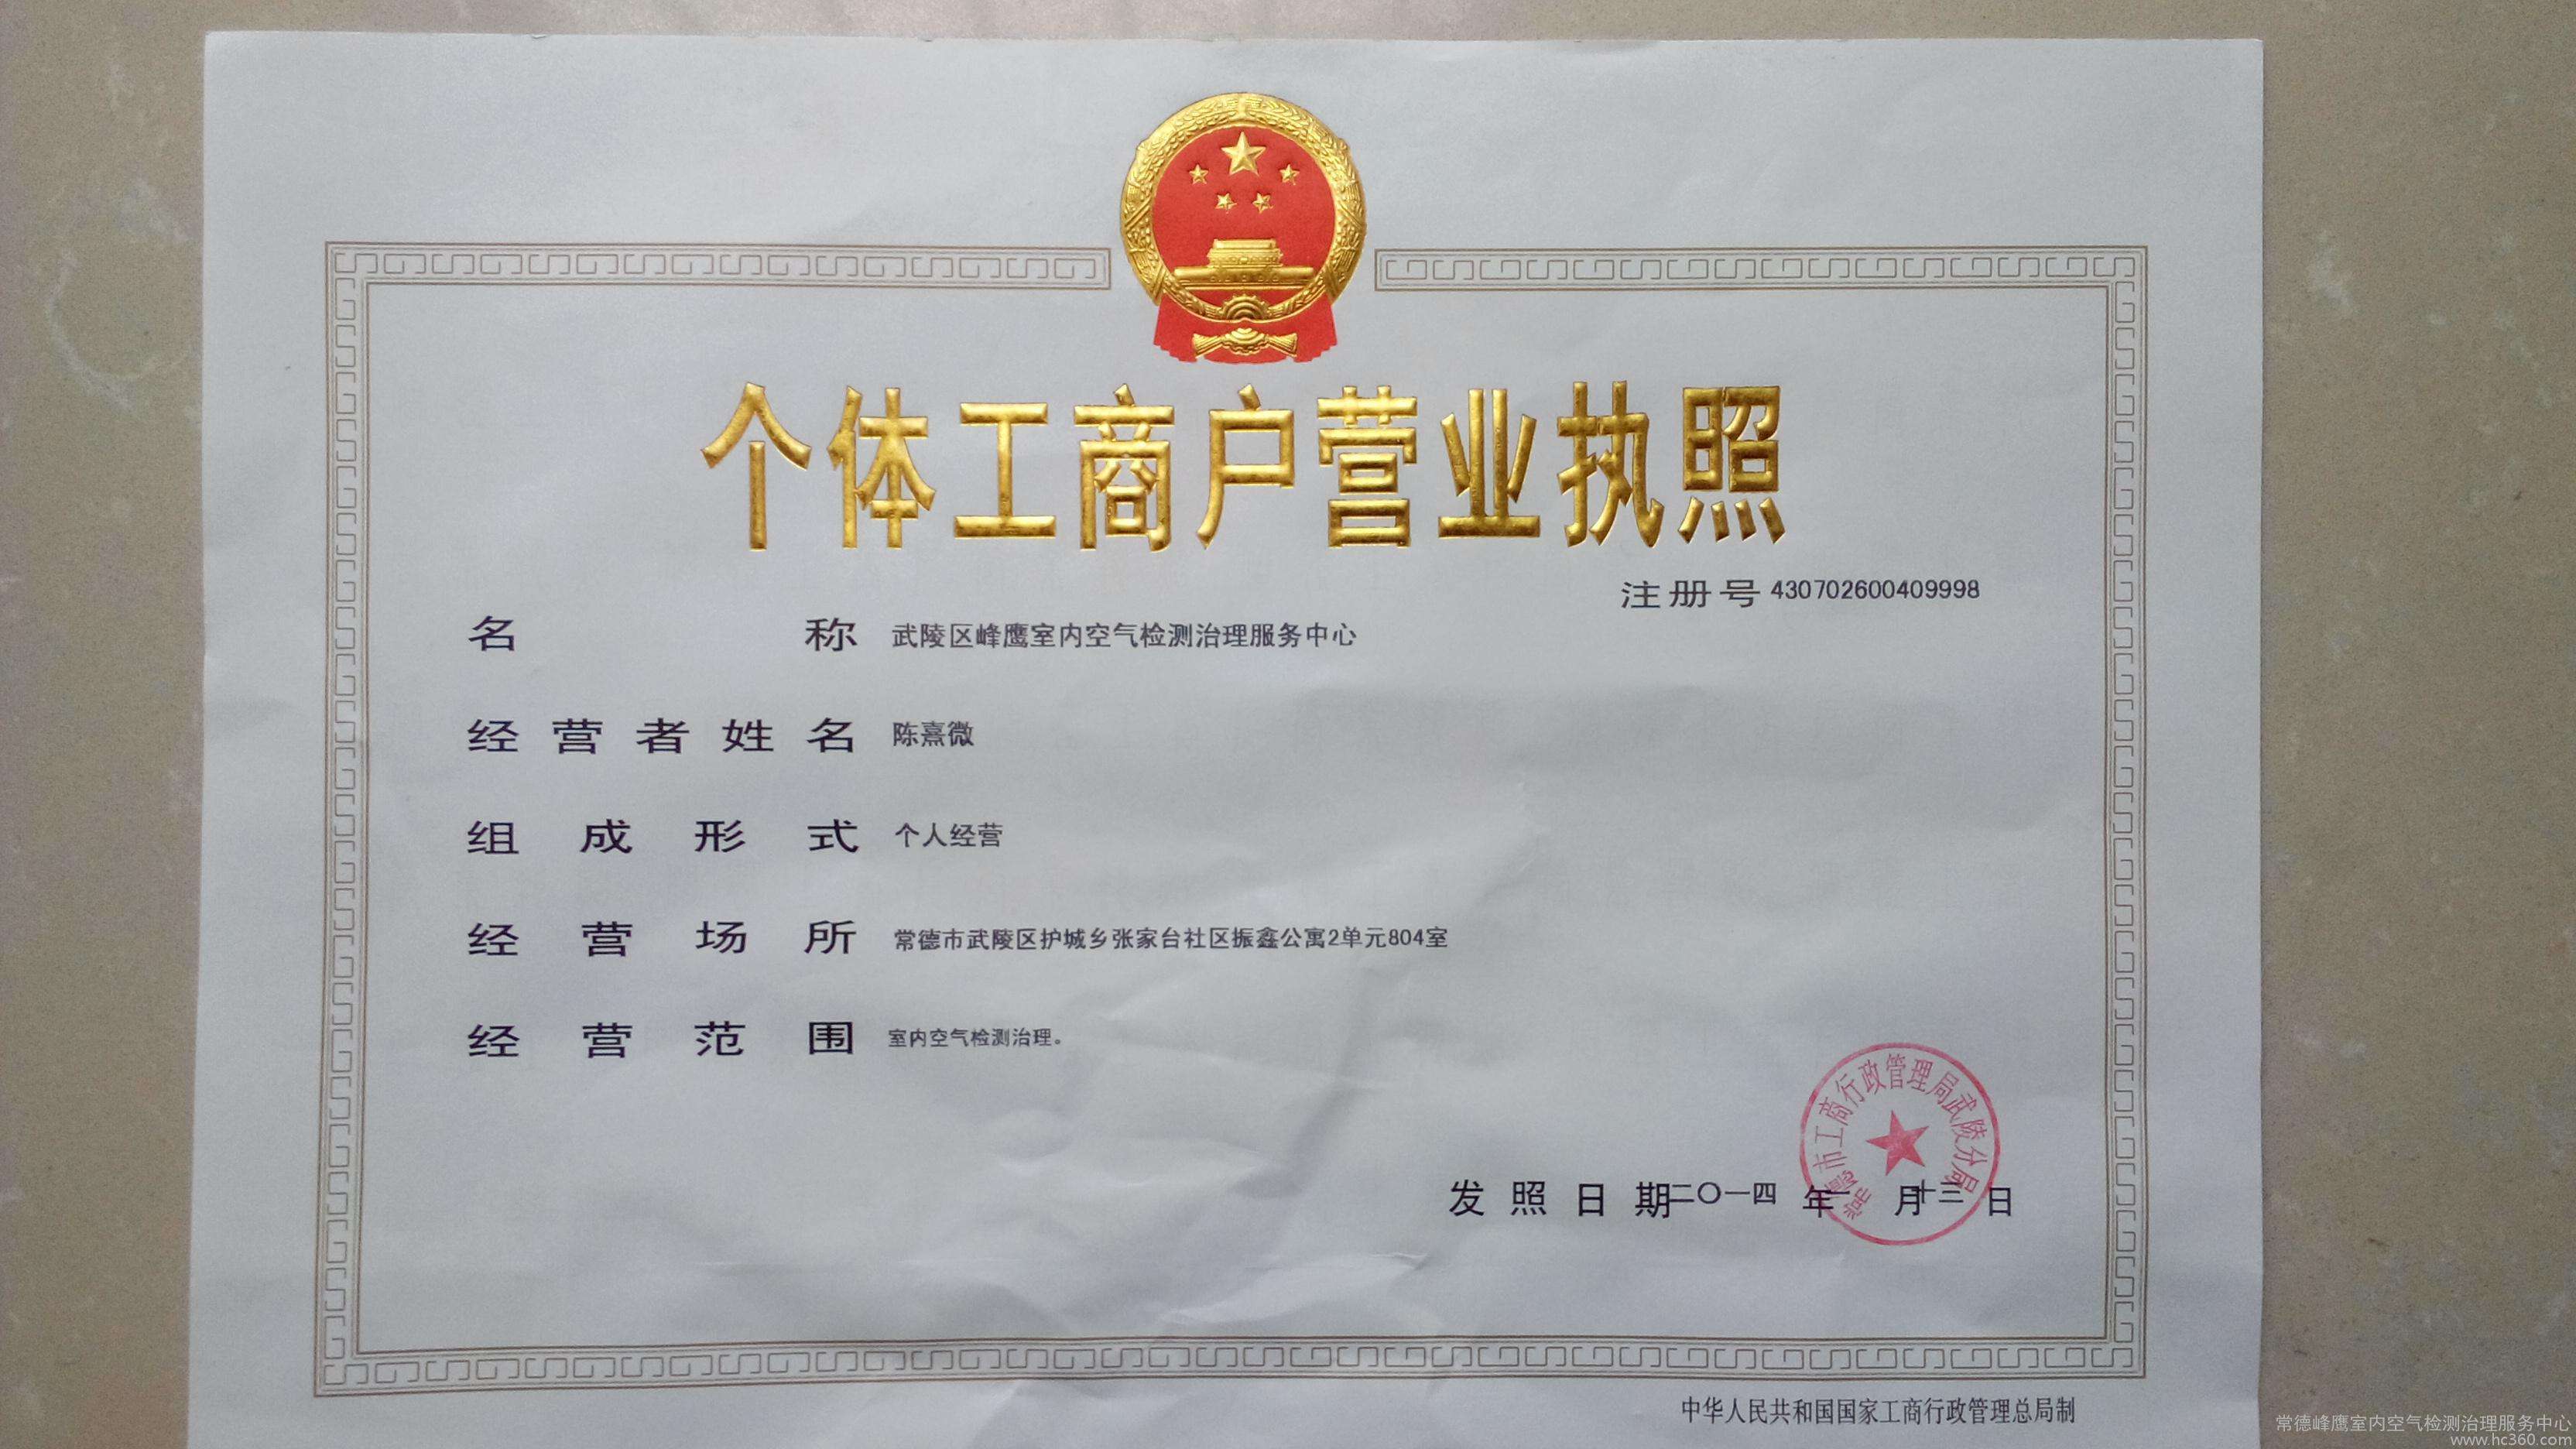 个体工商户营业执照
注册号 430702600409998
名称 武陵区峰鹰室内空气检测治理服务中心
经营者姓名 陈熹微
组成形式 个人经营
经营场所 常德市武陵区护城乡张家台社区振鑫公寓2单元804室
经营范围 室内空气检测治理。
常德市工商行政管理局武陵分局
发照日期 二〇一四 年 一 月 十三 日
中华人民共和国国家工商行政管理总局制
常德峰鹰室内空气检测治理服务中心
www.hc360.com